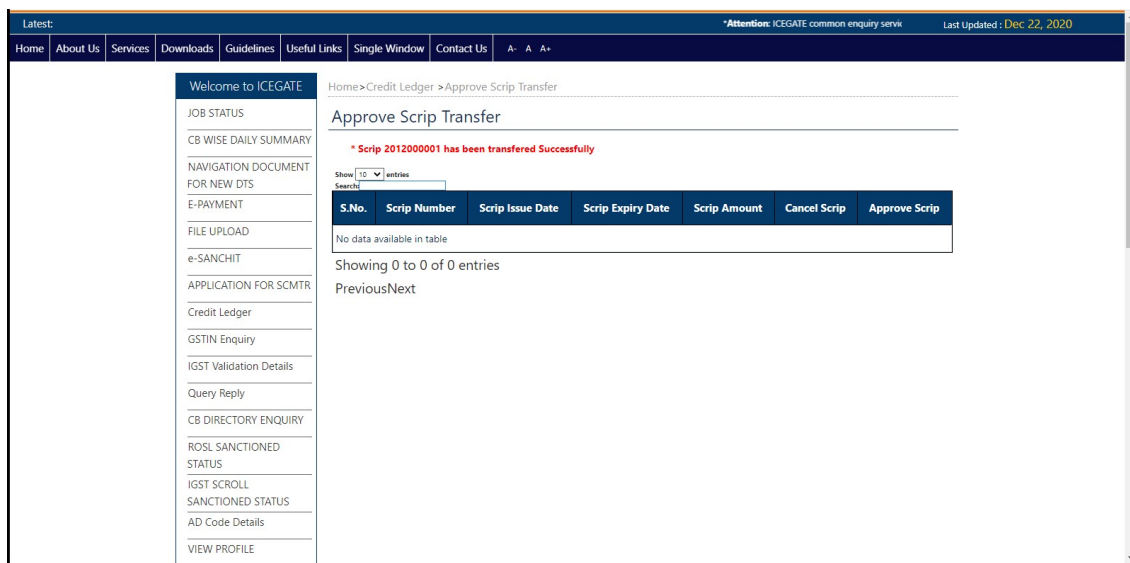 Latest:
*Attention: ICEGATE common enquiry servic
Last Updated : Dec 22, 2020
Home About Us Services Downloads Guidelines Useful Links Single Window Contact Us A- A A+
Welcome to ICEGATE
JOB STATUS
CB WISE DAILY SUMMARY
NAVIGATION DOCUMENT
FOR NEW DTS
E-PAYMENT
FILE UPLOAD
e-SANCHIT
APPLICATION FOR SCMTR
Credit Ledger
GSTIN Enquiry
IGST Validation Details
Query Reply
CB DIRECTORY ENQUIRY
ROSL SANCTIONED
STATUS
IGST SCROLL
SANCTIONED STATUS
AD Code Details
VIEW PROFILE
Home>Credit Ledger >Approve Scrip Transfer
Approve Scrip Transfer
* Scrip 2012000001 has been transfered Successfully
Show 10 entries
Search:
S.No. Scrip Number Scrip Issue Date Scrip Expiry Date Scrip Amount Cancel Scrip Approve Scrip
No data available in table
Showing 0 to 0 of 0 entries
PreviousNext